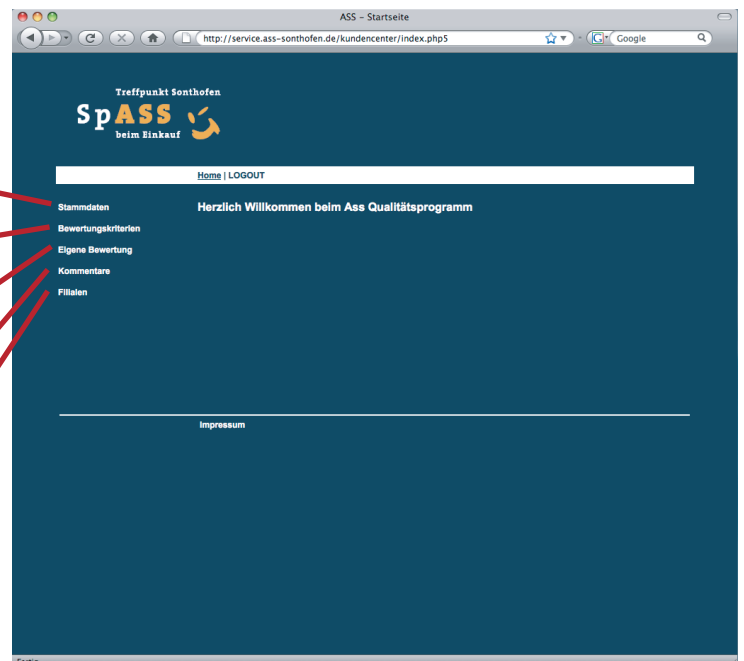 ASS – Startseite
http://service.ass-sonthofen.de/kundencenter/index.php5
Google
Treffpunkt Sonthofen
SpASS
beim Einkauf
Home | LOGOUT
Stammdaten
Herzlich Willkommen beim Ass Qualitätsprogramm
Bewertungskriterien
Eigene Bewertung
Kommentare
Filialen
Impressum